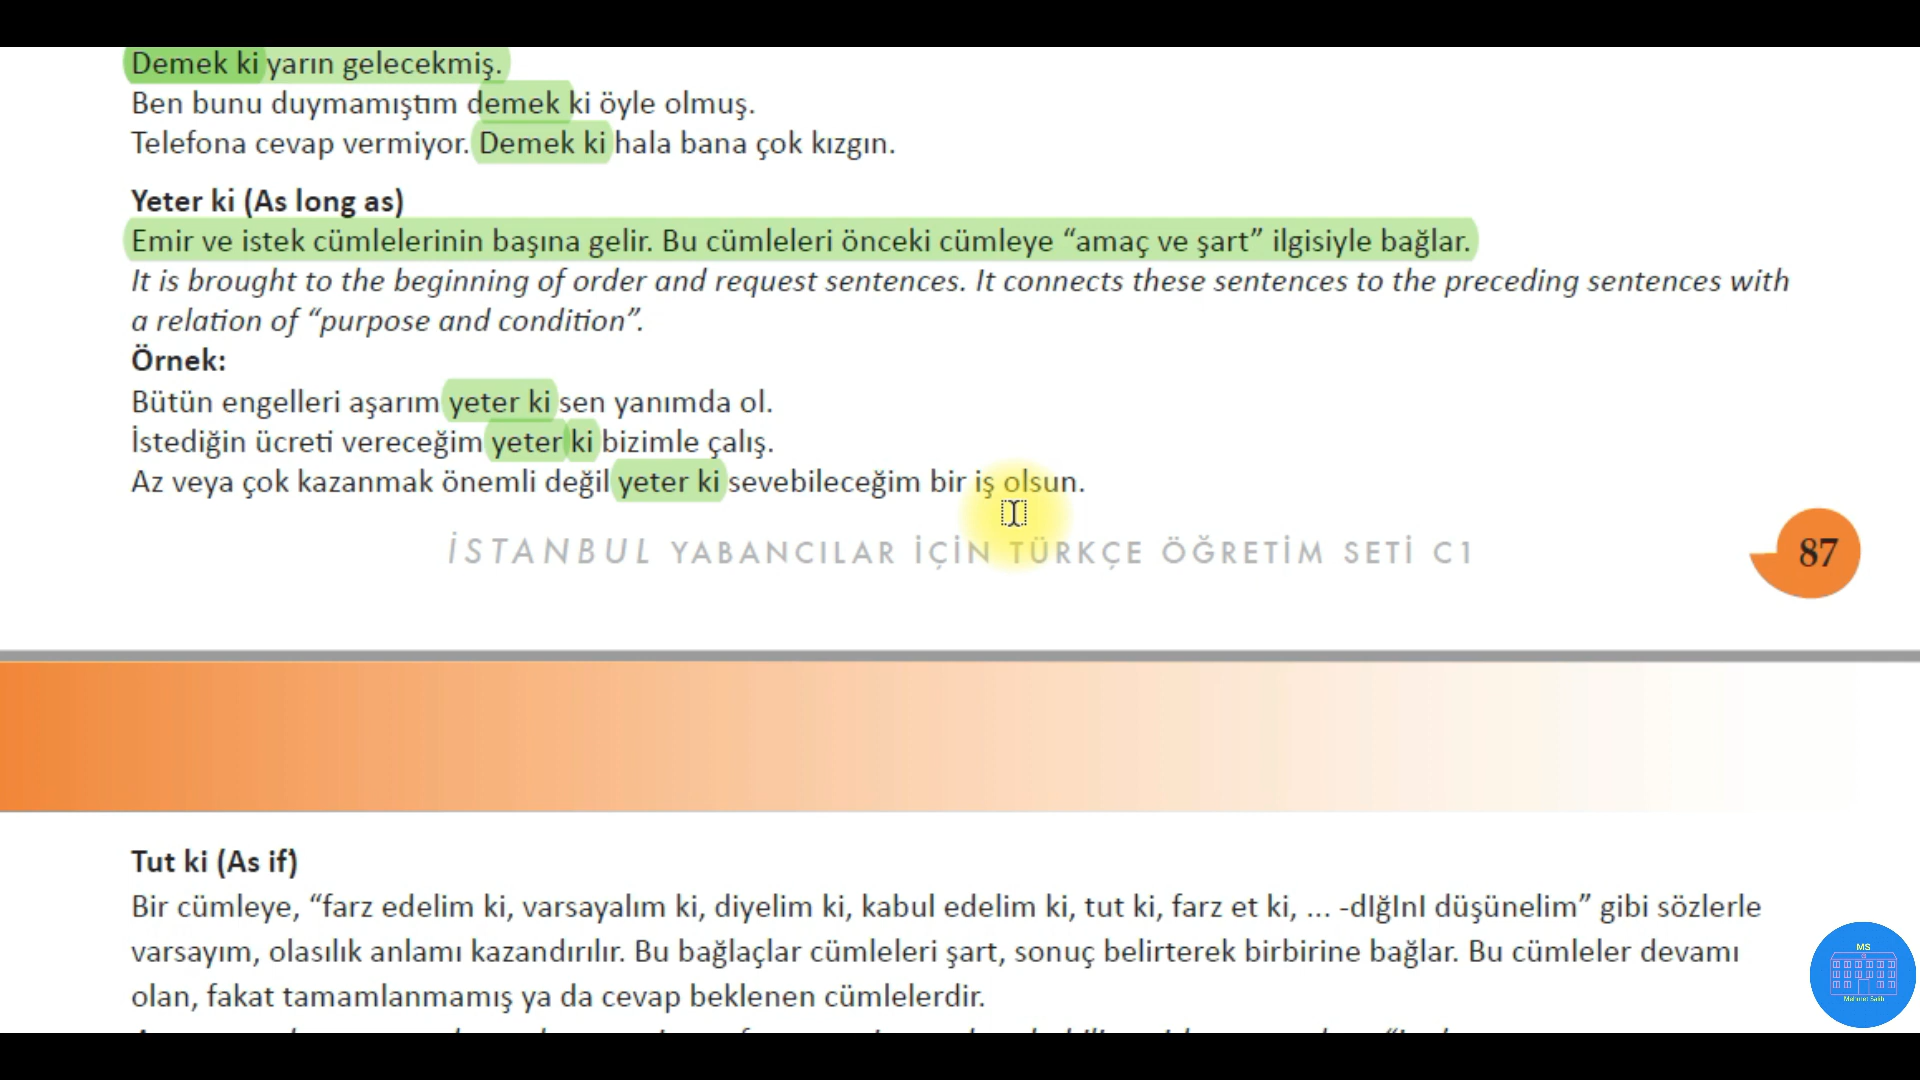 Demek ki yarın gelecekmiş.
Ben bunu duymamıştım demek ki öyle olmuş.
Telefona cevap vermiyor. Demek ki hala bana çok kızgın.
Yeter ki (As long as)
Emir ve istek cümlelerinin başına gelir. Bu cümleleri önceki cümleye “amaç ve şart” ilgisiyle bağlar.
It is brought to the beginning of order and request sentences. It connects these sentences to the preceding sentences with
a relation of “purpose and condition”.
Örnek:
Bütün engelleri aşarım yeter ki sen yanımda ol.
İstediğin ücreti vereceğim yeter ki bizimle çalış.
Az veya çok kazanmak önemli değil yeter ki sevebileceğim bir iş olsun.
İSTANBUL YABANCILAR İÇİN TÜRKÇE ÖĞRETİM SETİ C1
87
Tut ki (As if)
Bir cümleye, “farz edelim ki, varsayalım ki, diyelim ki, kabul edelim ki, tut ki, farz et ki, ... -dIğInI düşünelim” gibi sözlerle
varsayım, olasılık anlamı kazandırılır. Bu bağlaçlar cümleleri şart, sonuç belirterek birbirine bağlar. Bu cümleler devamı
olan, fakat tamamlanmamış ya da cevap beklenen cümlelerdir.
MS
Mehmet Salih